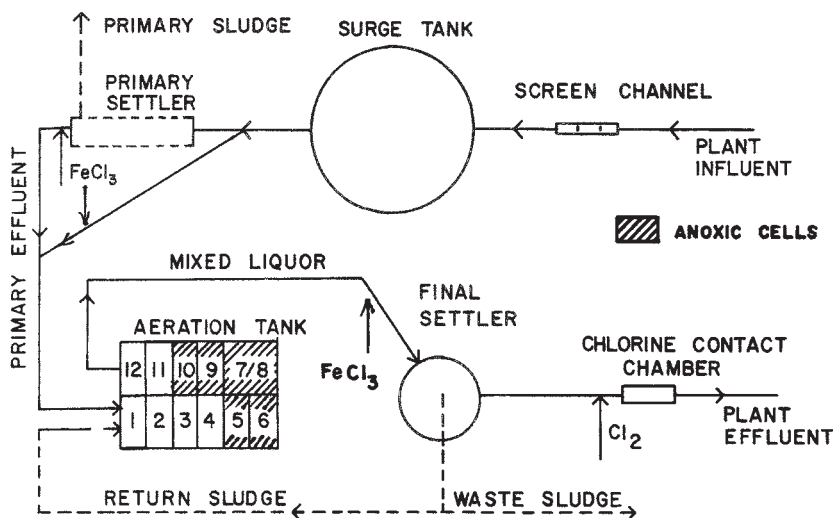 PRIMARY SLUDGE
SURGE TANK
PRIMARY
SETTLER
SCREEN CHANNEL
PLANT
INFLUENT
FeCl3
PRIMARY EFFLUENT
ANOXIC CELLS
MIXED LIQUOR
FINAL
SETTLER
AERATION TANK
CHLORINE CONTACT
CHAMBER
12 11 10 9 7/8
FeCl3
1 2 3 4 5 6
PLANT
EFFLUENT
Cl2
RETURN SLUDGE
WASTE SLUDGE